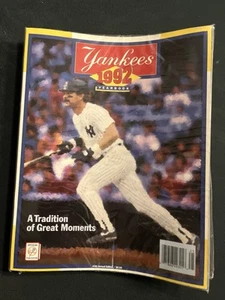 Yankees
1992
YEARBOOK
A Tradition
of Great Moments